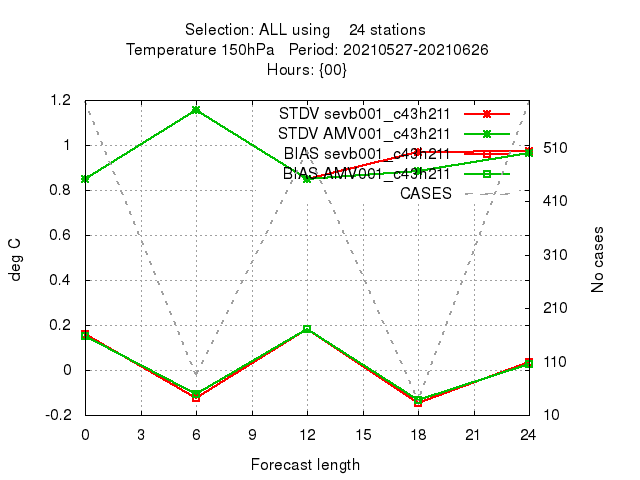 Selection: ALL using 24 stations
Temperature 150hPa Period: 20210527-20210626
Hours: {00}
STDV sevb001_c43h211
STDV AMV001_c43h211
BIAS sevb001_c43h211
BIAS AMV001_c43h211
CASES
1.2
1
0.8
0.6
0.4
0.2
0
-0.2
deg C
510
410
310
210
110
10
No cases
0 3 6 9 12 15 18 21 24
Forecast length